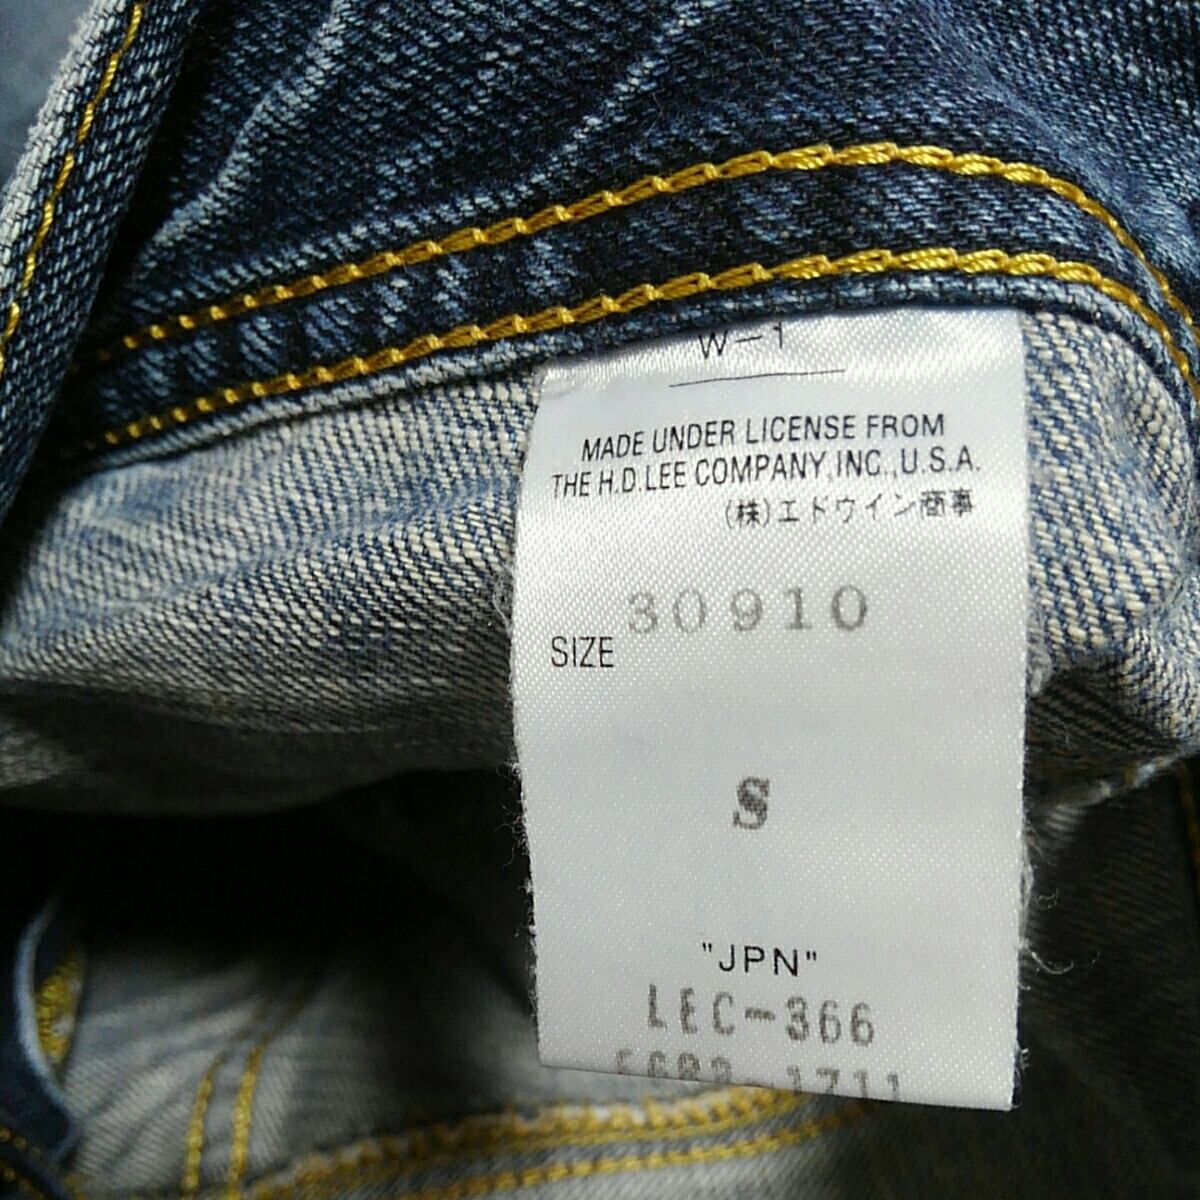 W-1
MADE UNDER LICENSE FROM
THE H.D.LEE COMPANY,INC.,U.S.A.
(株)エドウイン商事
30910
SIZE
S
"JPN"
LEC-366